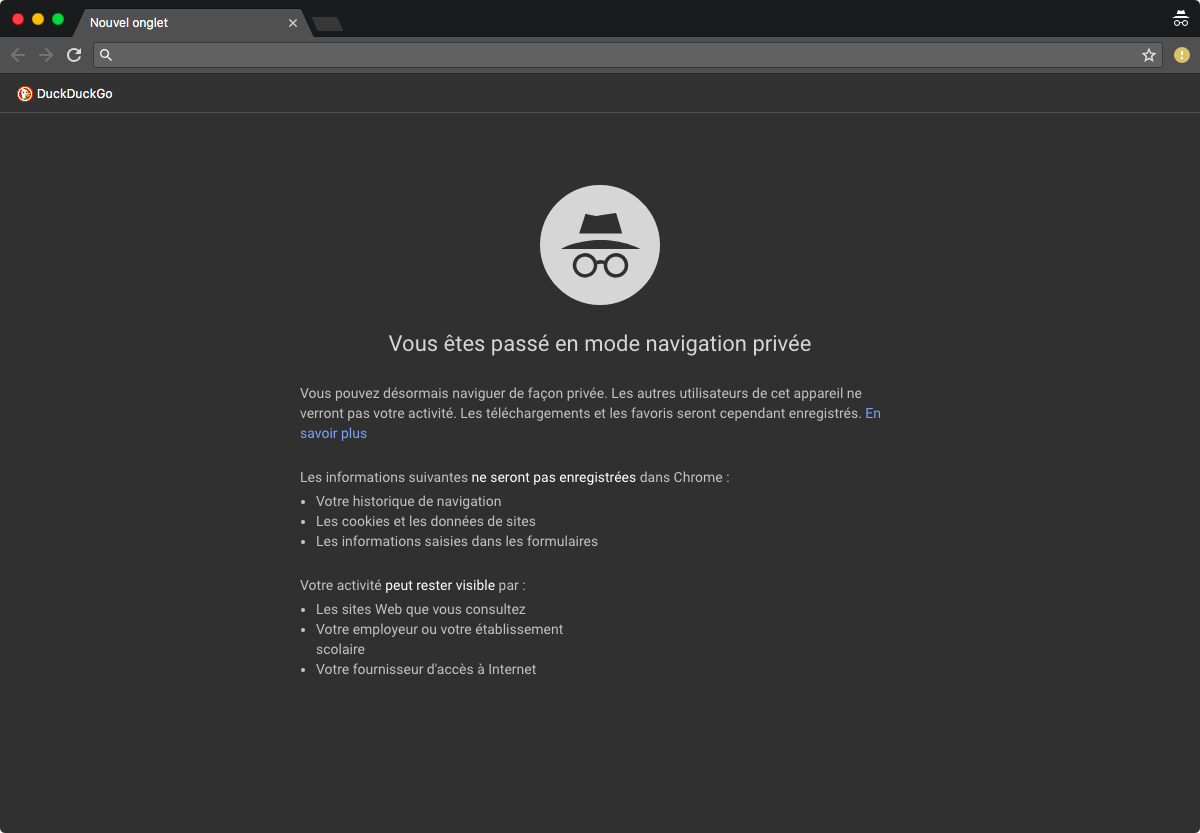 Nouvel onglet
DuckDuckGo
Vous êtes passé en mode navigation privée
Vous pouvez désormais naviguer de façon privée. Les autres utilisateurs de cet appareil ne
verront pas votre activité. Les téléchargements et les favoris seront cependant enregistrés. En
savoir plus
Les informations suivantes ne seront pas enregistrées dans Chrome :
• Votre historique de navigation
• Les cookies et les données de sites
• Les informations saisies dans les formulaires
Votre activité peut rester visible par :
• Les sites Web que vous consultez
• Votre employeur ou votre établissement
scolaire
• Votre fournisseur d'accès à Internet